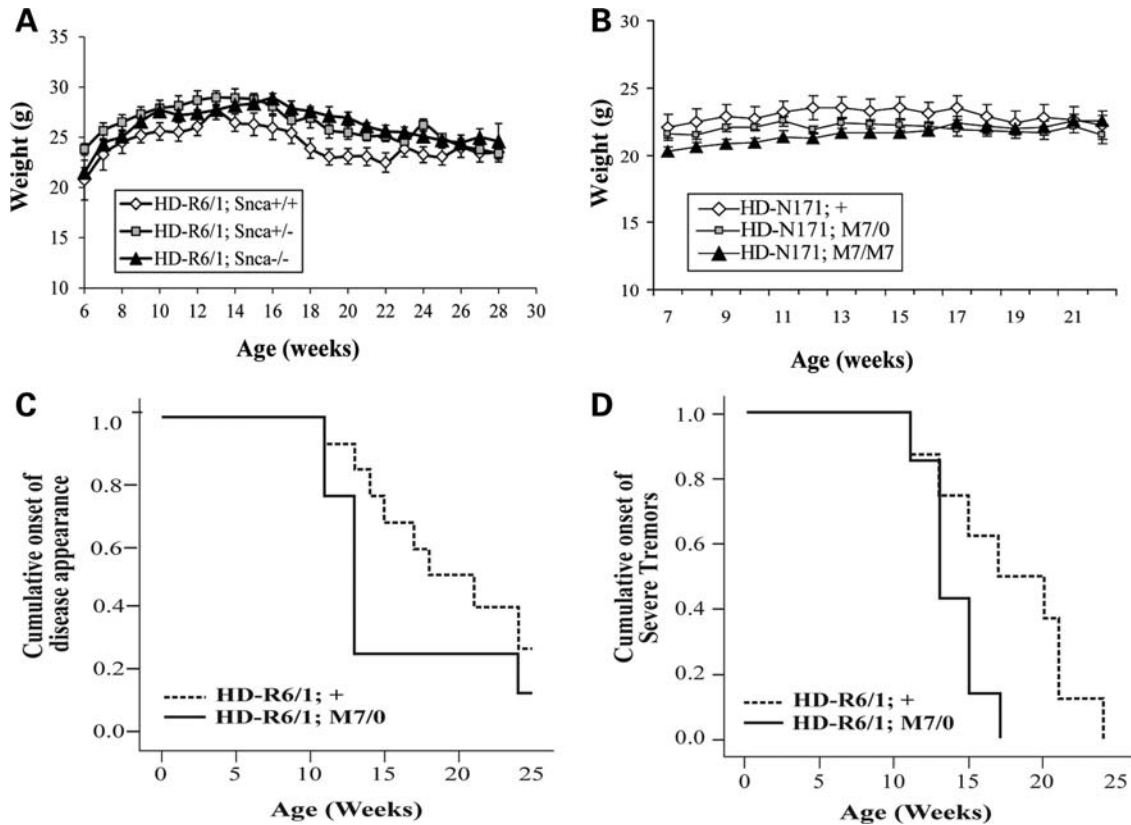 A
Weight (g)
35
30
25
20
15
10
HD-R6/1; Snca+/+
HD-R6/1; Snca+/-
HD-R6/1; Snca-/-
6 8 10 12 14 16 18 20 22 24 26 28 30
Age (weeks)
B
Weight (g)
30
25
20
15
10
HD-N171; +
HD-N171; M7/0
HD-N171; M7/M7
7 9 11 13 15 17 19 21
Age (weeks)
C
Cumulative onset of
disease appearance
1.0
0.8
0.6
0.4
0.2
0.0
HD-R6/1; +
HD-R6/1; M7/0
0 5 10 15 20 25
Age (Weeks)
D
Cumulative onset of
Severe Tremors
1.0
0.8
0.6
0.4
0.2
0.0
HD-R6/1; +
HD-R6/1; M7/0
0 5 10 15 20 25
Age (Weeks)